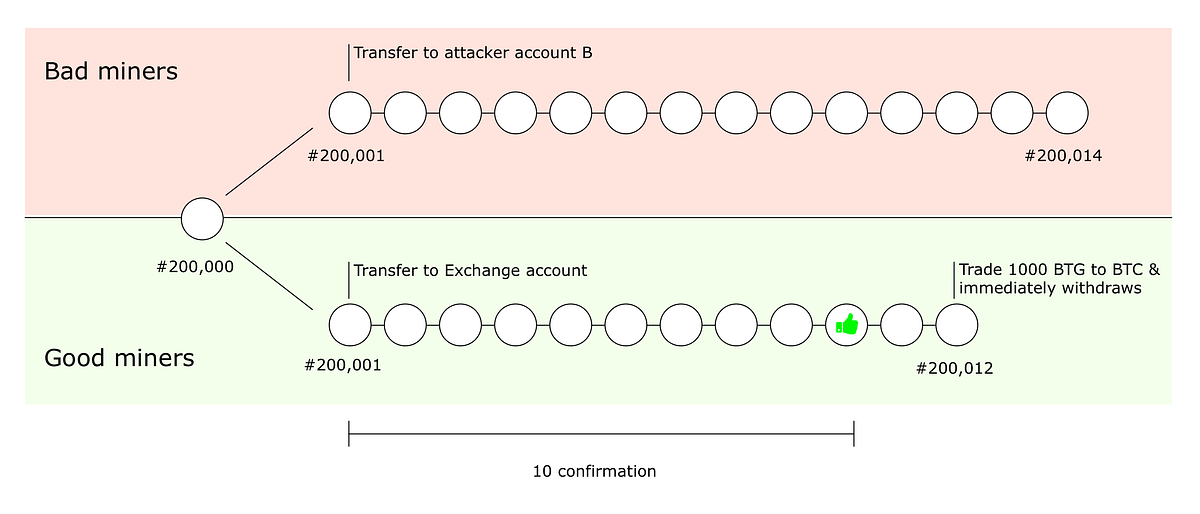 Bad miners
Transfer to attacker account B
#200,001
#200,014
#200,000
Transfer to Exchange account
Trade 1000 BTG to BTC &
immediately withdraws
Good miners
#200,001
#200,012
10 confirmation